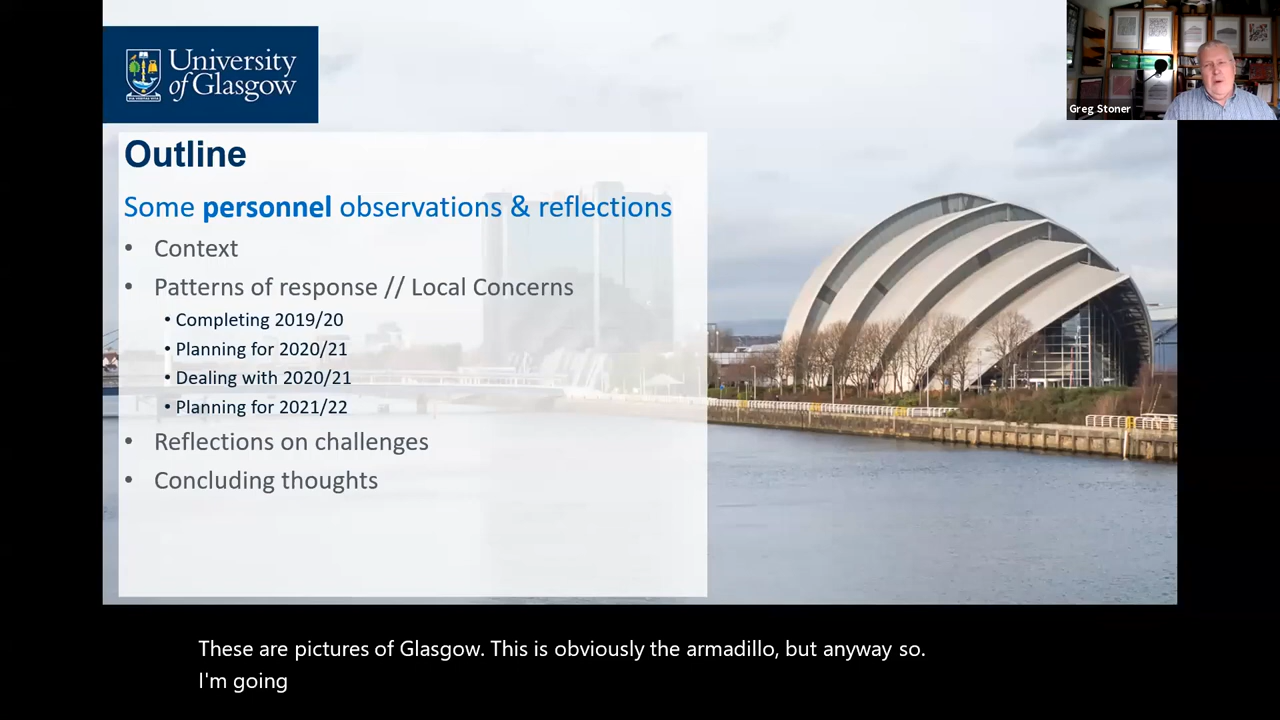 University
of Glasgow
Greg Stoner
Outline
Some personnel observations & reflections
• Context
• Patterns of response // Local Concerns
• Completing 2019/20
• Planning for 2020/21
• Dealing with 2020/21
• Planning for 2021/22
• Reflections on challenges
• Concluding thoughts
These are pictures of Glasgow. This is obviously the armadillo, but anyway so.
I'm going